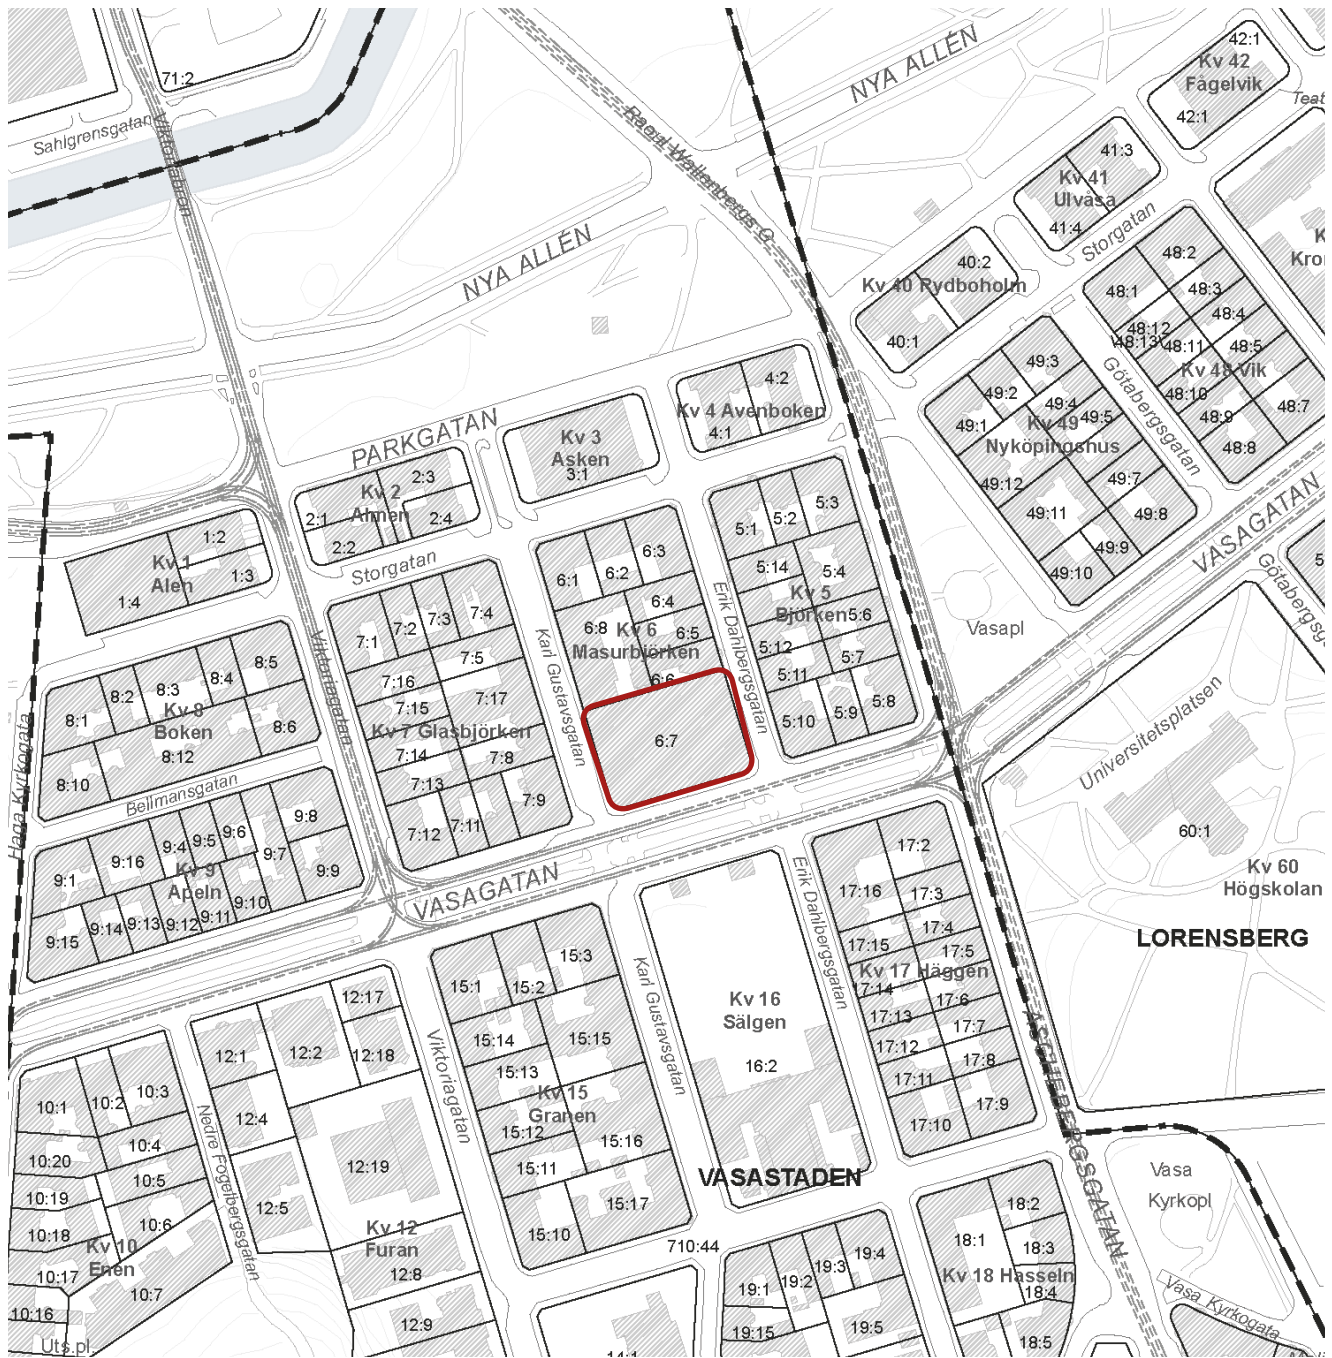 71:2
Sahlgrensgatan
Viktoriabron
NYA ALLÉN
Raoul Wallenbergs G.
NYA ALLÉN
42:1
Kv 42
Fågelvik
42:1
41:3
Kv 41
Ulvåsa
41:4
Storgatan
40:2
Kv 40 Rydboholm
40:1
48:2
48:1
48:3
48:4
48:12
48:13
48:11
48:5
Kv 48 Vik
48:10
48:9
48:7
48:8
Götabergsgatan
49:3
49:2
49:4
49:1
49:5
Kv 49
Nyköpingshus
49:12
49:7
49:11
49:8
49:9
49:10
VASAGATAN
PARKGATAN
4:2
Kv 4 Avenboken
4:1
Kv 3
Asken
3:1
2:3
Kv 2
Almen
2:1
2:4
2:2
Storgatan
1:2
Kv 1
Alen
1:3
1:4
5:3
5:2
5:1
5:14
5:4
Kv 5
Björken
5:6
5:12
5:7
5:11
5:8
5:9
5:10
6:3
6:2
6:1
6:4
6:8
6:5
Kv 6
Masurbjörken
6:6
6:7
Erik Dahlbergsgatan
Karl Gustavsgatan
Viktoriagatan
7:4
7:3
7:2
7:1
7:5
7:16
7:17
7:15
Kv 7 Glasbjörken
7:14
7:8
7:13
7:9
7:11
7:12
8:5
8:4
8:3
8:2
8:1
Kv 8
Boken
8:6
8:12
8:10
Bellmansgatan
Haga Kyrkogata
9:8
9:6
9:5
9:4
9:16
9:7
9:1
Kv 9
Apeln
9:9
9:10
9:11
9:12
9:13
9:14
9:15
VASAGATAN
Vasapl
Universitetsplatsen
60:1
Kv 60
Högskolan
LORENSBERG
17:2
17:16
17:3
17:4
17:15
17:5
Kv 17 Häggen
17:14
17:6
17:13
17:7
17:12
17:8
17:11
17:9
17:10
Erik Dahlbergsgatan
Kv 16
Sälgen
16:2
Karl Gustavsgatan
15:3
15:1
15:2
15:14
15:15
15:13
Kv 15
Granen
15:12
15:16
15:11
15:17
15:10
Viktoriagatan
12:17
12:1
12:2
12:18
12:4
12:19
12:5
Kv 12
Furan
12:8
12:9
Nedre Fogelbergsgatan
10:3
10:2
10:1
10:4
10:20
10:5
10:19
10:6
10:18
Kv 10
Enen
10:17
10:7
10:16
Uts.pl.
VASASTADEN
710:44
14:1
19:4
19:3
19:2
19:1
19:15
19:5
18:2
18:1
18:3
Kv 18 Hasseln
18:4
18:5
ASCHEBERGSGATAN
Vasa
Kyrkopl
Vasa Kyrkogata